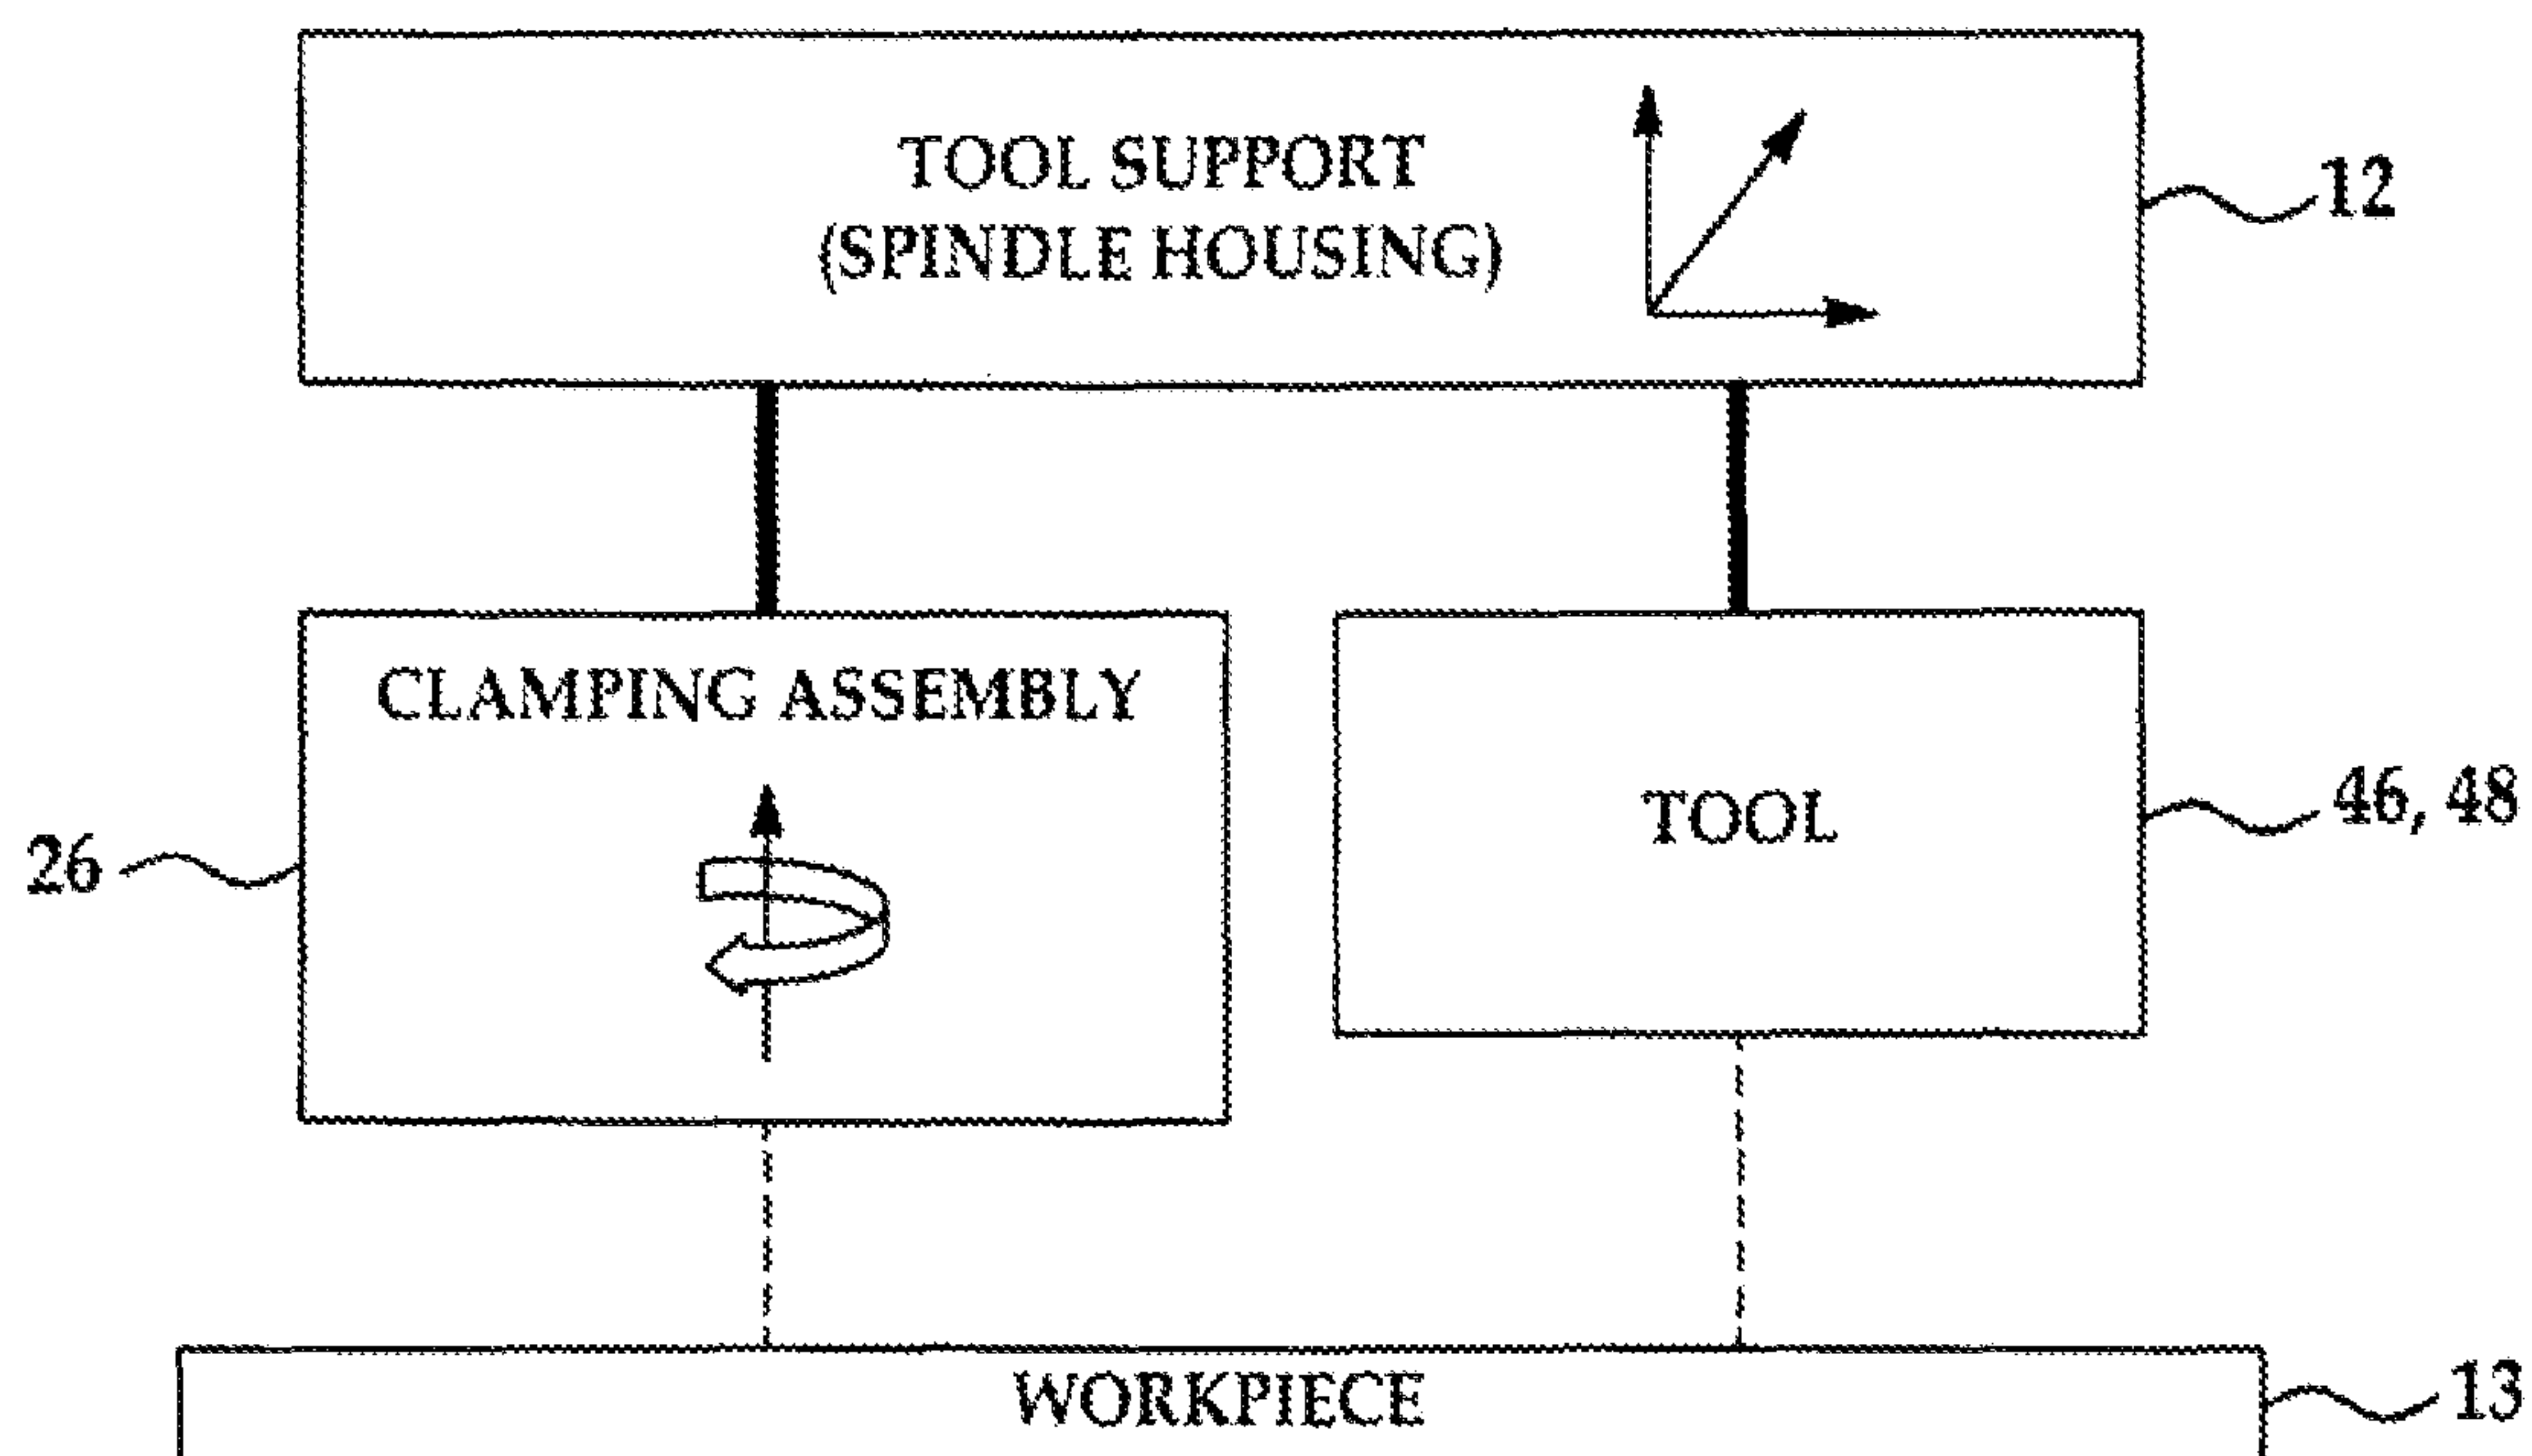 TOOL SUPPORT
(SPINDLE HOUSING)
12
CLAMPING ASSEMBLY
26
TOOL
46, 48
WORKPIECE
13